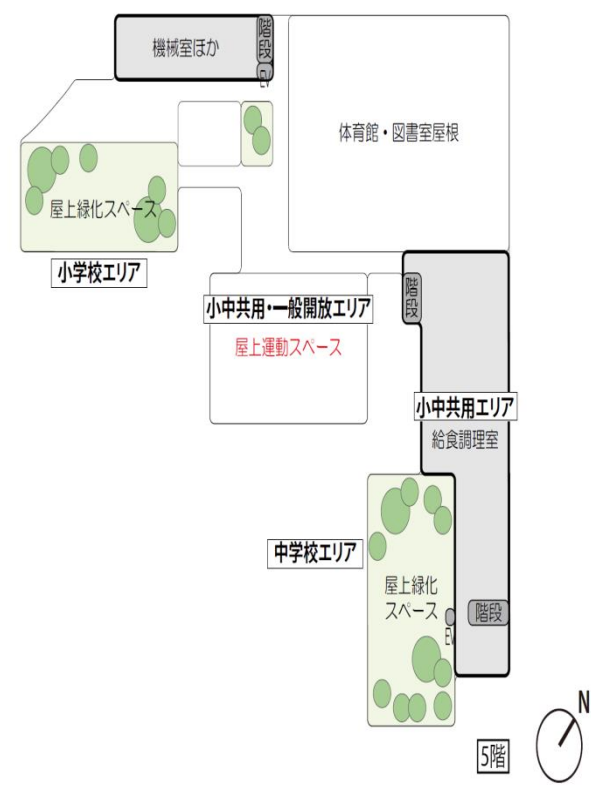 機械室ほか
階段
EV
体育館・図書室屋根
屋上緑化スペース
小学校エリア
階段
小中共用・一般開放エリア
屋上運動スペース
小中共用エリア
給食調理室
中学校エリア
屋上緑化
スペース
階段
EV
N
5階